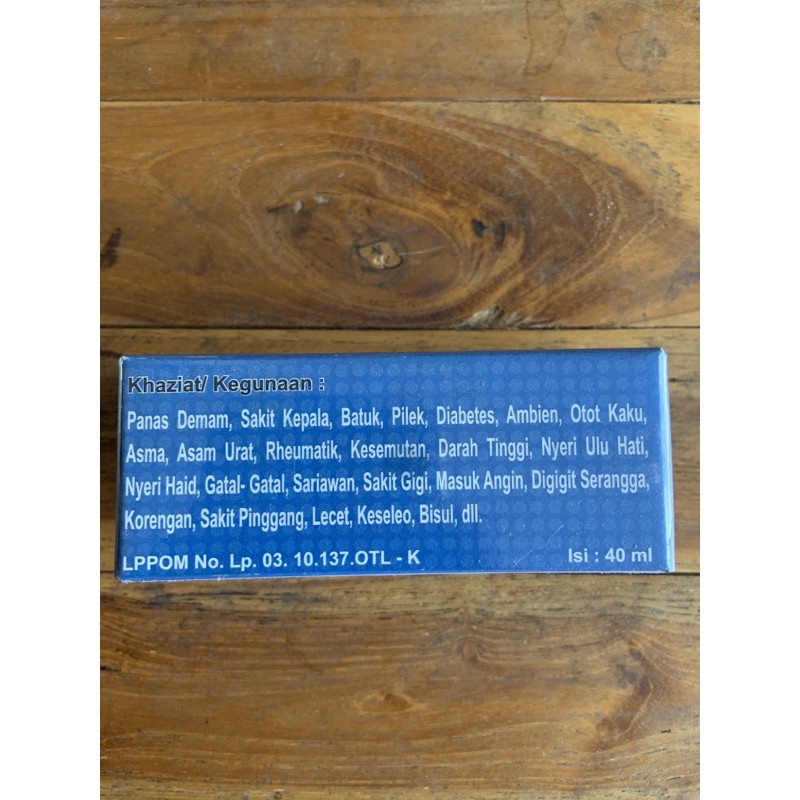 Khaziat/ Kegunaan :
Panas Demam, Sakit Kepala, Batuk, Pilek, Diabetes, Ambien, Otot Kaku,
Asma, Asam Urat, Rheumatik, Kesemutan, Darah Tinggi, Nyeri Ulu Hati,
Nyeri Haid, Gatal- Gatal, Sariawan, Sakit Gigi, Masuk Angin, Digigit Serangga,
Korengan, Sakit Pinggang, Lecet, Keseleo, Bisul, dll.
LPPOM No. Lp. 03. 10.137.OTL - K
Isi : 40 ml